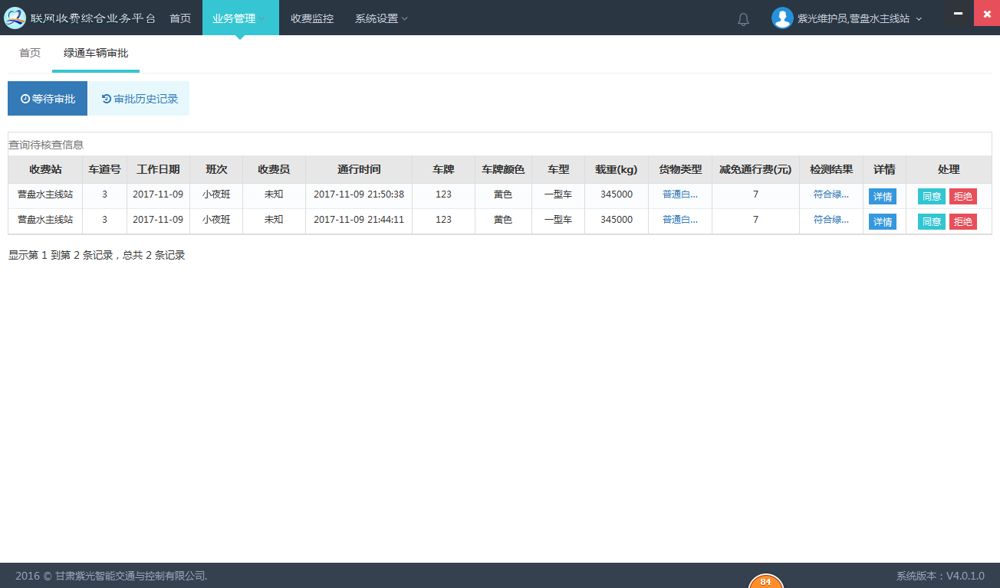 联网收费综合业务平台 首页 业务管理 收费监控 系统设置 紫光维护员,营盘水主线站
首页 绿通车辆审批
等待审批 审批历史记录
查询待核查信息
收费站 车道号 工作日期 班次 收费员 通行时间 车牌 车牌颜色 车型 载重(kg) 货物类型 减免通行费(元) 检测结果 详情 处理
营盘水主线站 3 2017-11-09 小夜班 未知 2017-11-09 21:50:38 123 黄色 一型车 345000 普通白... 7 符合绿... 详情 同意 拒绝
营盘水主线站 3 2017-11-09 小夜班 未知 2017-11-09 21:44:11 123 黄色 一型车 345000 普通白... 7 符合绿... 详情 同意 拒绝
显示第 1 到第 2 条记录，总共 2 条记录
2016 © 甘肃紫光智能交通与控制有限公司. 84 系统版本：V4.0.1.0